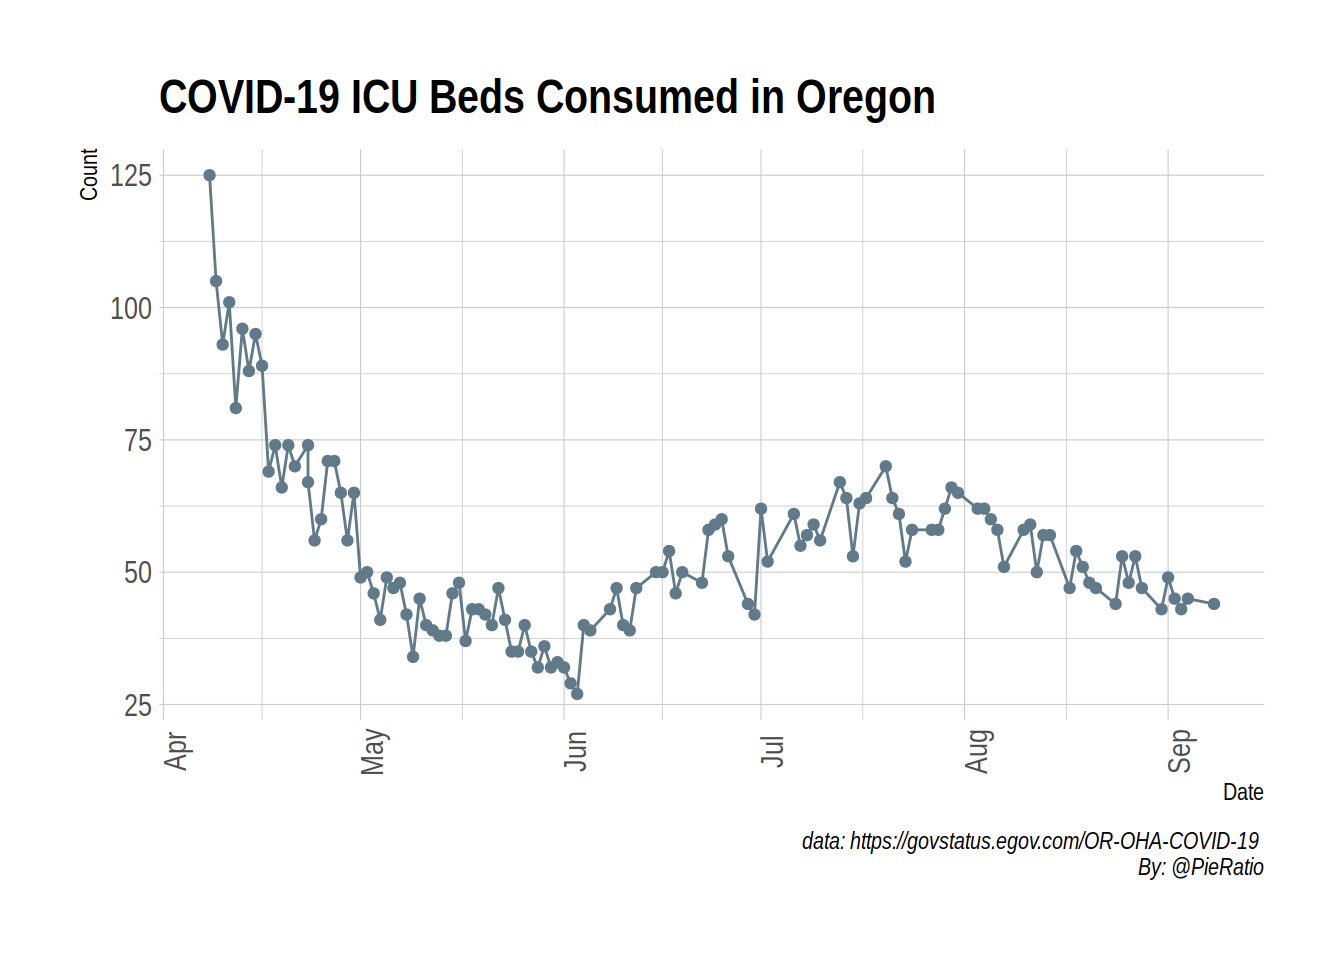 COVID-19 ICU Beds Consumed in Oregon
Count
125
100
75
50
25
Apr
May
Jun
Jul
Aug
Sep
Date
data: https://govstatus.egov.com/OR-OHA-COVID-19
By: @PieRatio